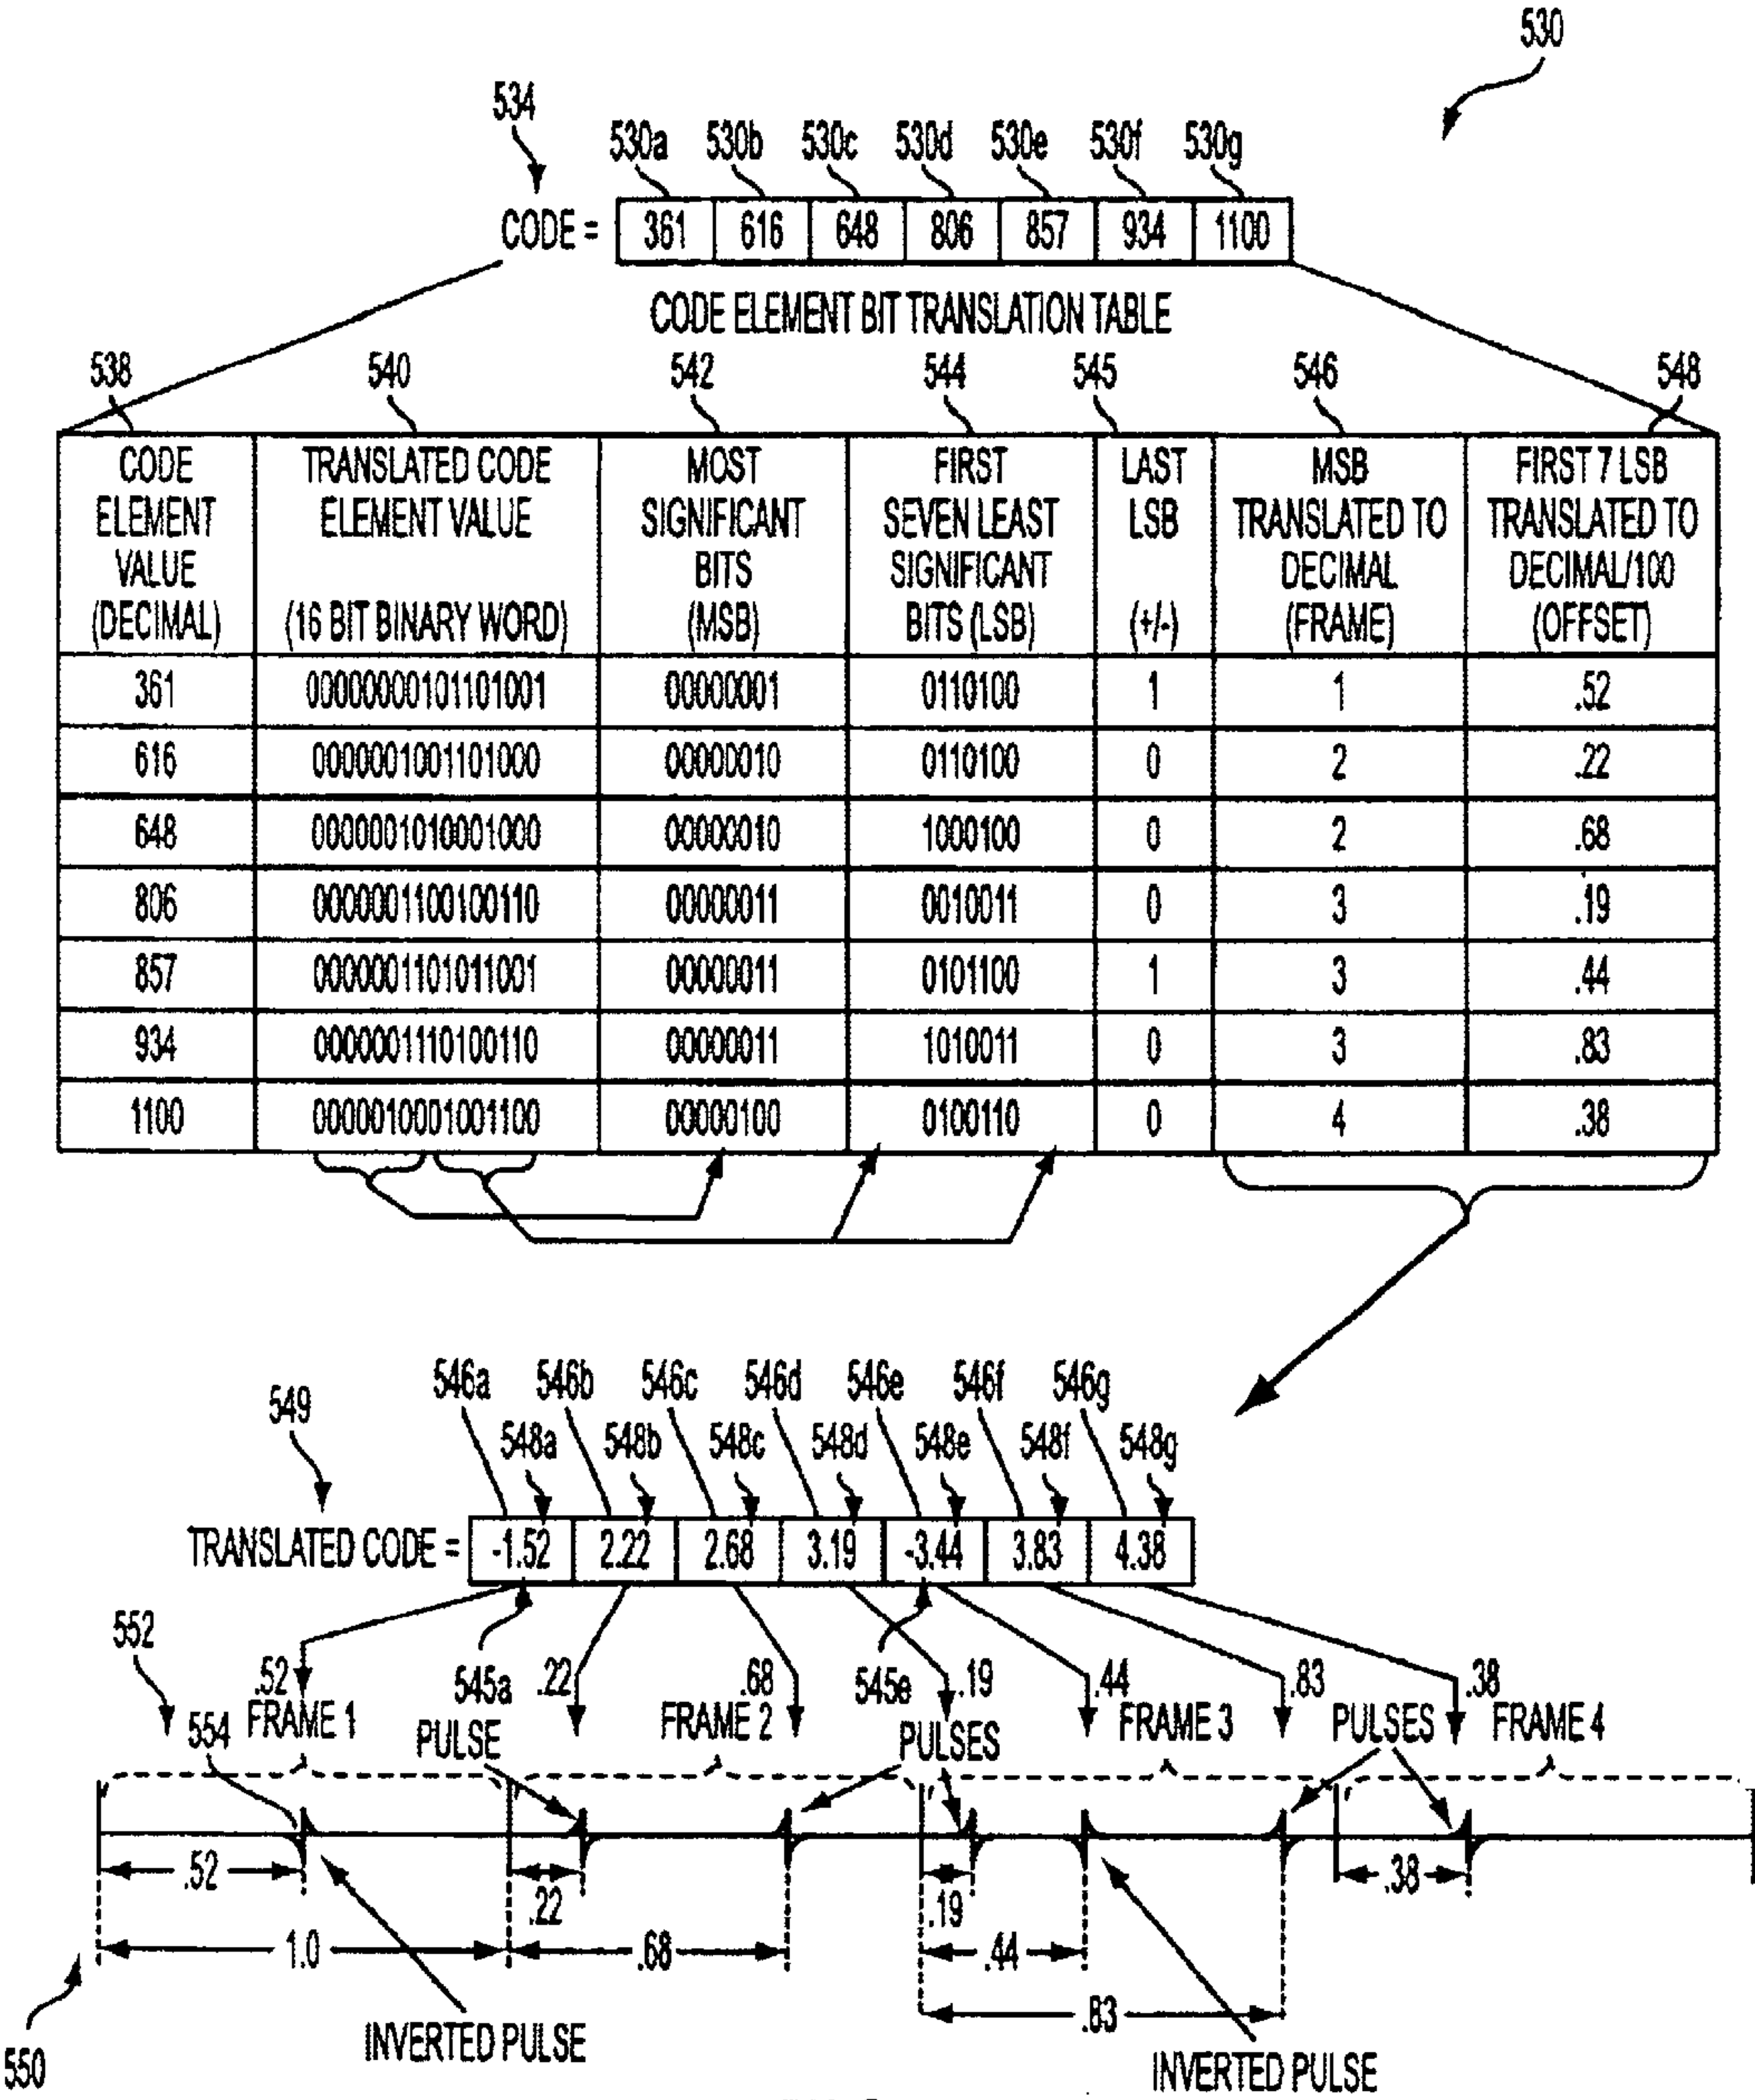 530
534
530a 530b 530c 530d 530e 530f 530g
CODE = 361 616 648 806 857 934 1100
CODE ELEMENT BIT TRANSLATION TABLE
538 540 542 544 545 546 548
CODE ELEMENT VALUE (DECIMAL)
TRANSLATED CODE ELEMENT VALUE (16 BIT BINARY WORD)
MOST SIGNIFICANT BITS (MSB)
FIRST SEVEN LEAST SIGNIFICANT BITS (LSB)
LAST LSB (+/-)
MSB TRANSLATED TO DECIMAL (FRAME)
FIRST 7 LSB TRANSLATED TO DECIMAL/100 (OFFSET)
361 0000000101101001 00000001 0110100 1 1 .52
616 0000001001101000 00000010 0110100 0 2 .22
648 0000001010001000 00000010 1000100 0 2 .68
806 0000001100100110 00000011 0010011 0 3 .19
857 0000001101011001 00000011 0101100 1 3 .44
934 0000001110100110 00000011 1010011 0 3 .83
1100 0000010001001100 00000100 0100110 0 4 .38
546a 546b 546c 546d 546e 546f 546g
549
548a 548b 548c 548d 548e 548f 548g
TRANSLATED CODE = -1.52 2.22 2.68 3.19 -3.44 3.83 4.38
552
.52 545a .22 .68 545e .19 .44 .83 .38
554 FRAME 1 PULSE FRAME 2 PULSES FRAME 3 PULSES FRAME 4
.52 .22 .19 .38
1.0 .68 .44
.83
550
INVERTED PULSE
INVERTED PULSE